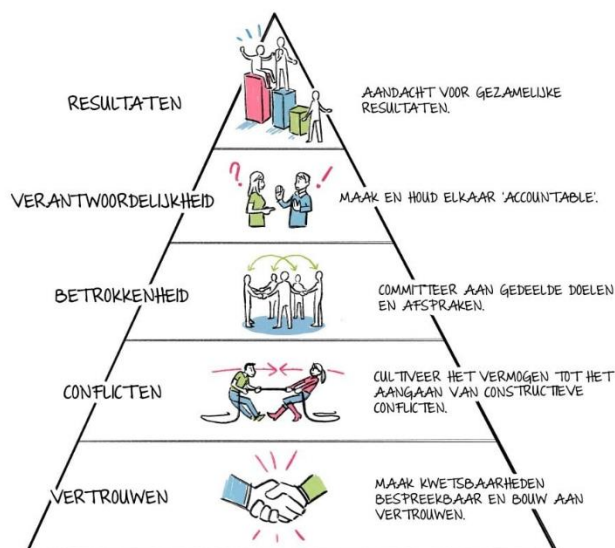 RESULTATEN
AANDACHT VOOR GEZAMELIJKE
RESULTATEN.
VERANTWOORDELIJKHEID
MAAK EN HOUD ELKAAR 'ACCOUNTABLE'.
?
!
BETROKKENHEID
COMMITTEER AAN GEDEELDE DOELEN
EN AFSPRAKEN.
CONFLICTEN
CULTIVEER HET VERMOGEN TOT HET
AANGAAN VAN CONSTRUCTIEVE
CONFLICTEN.
VERTROUWEN
MAAK KWETSBAARHEDEN
BESPREEKBAAR EN BOUW AAN
VERTROUWEN.